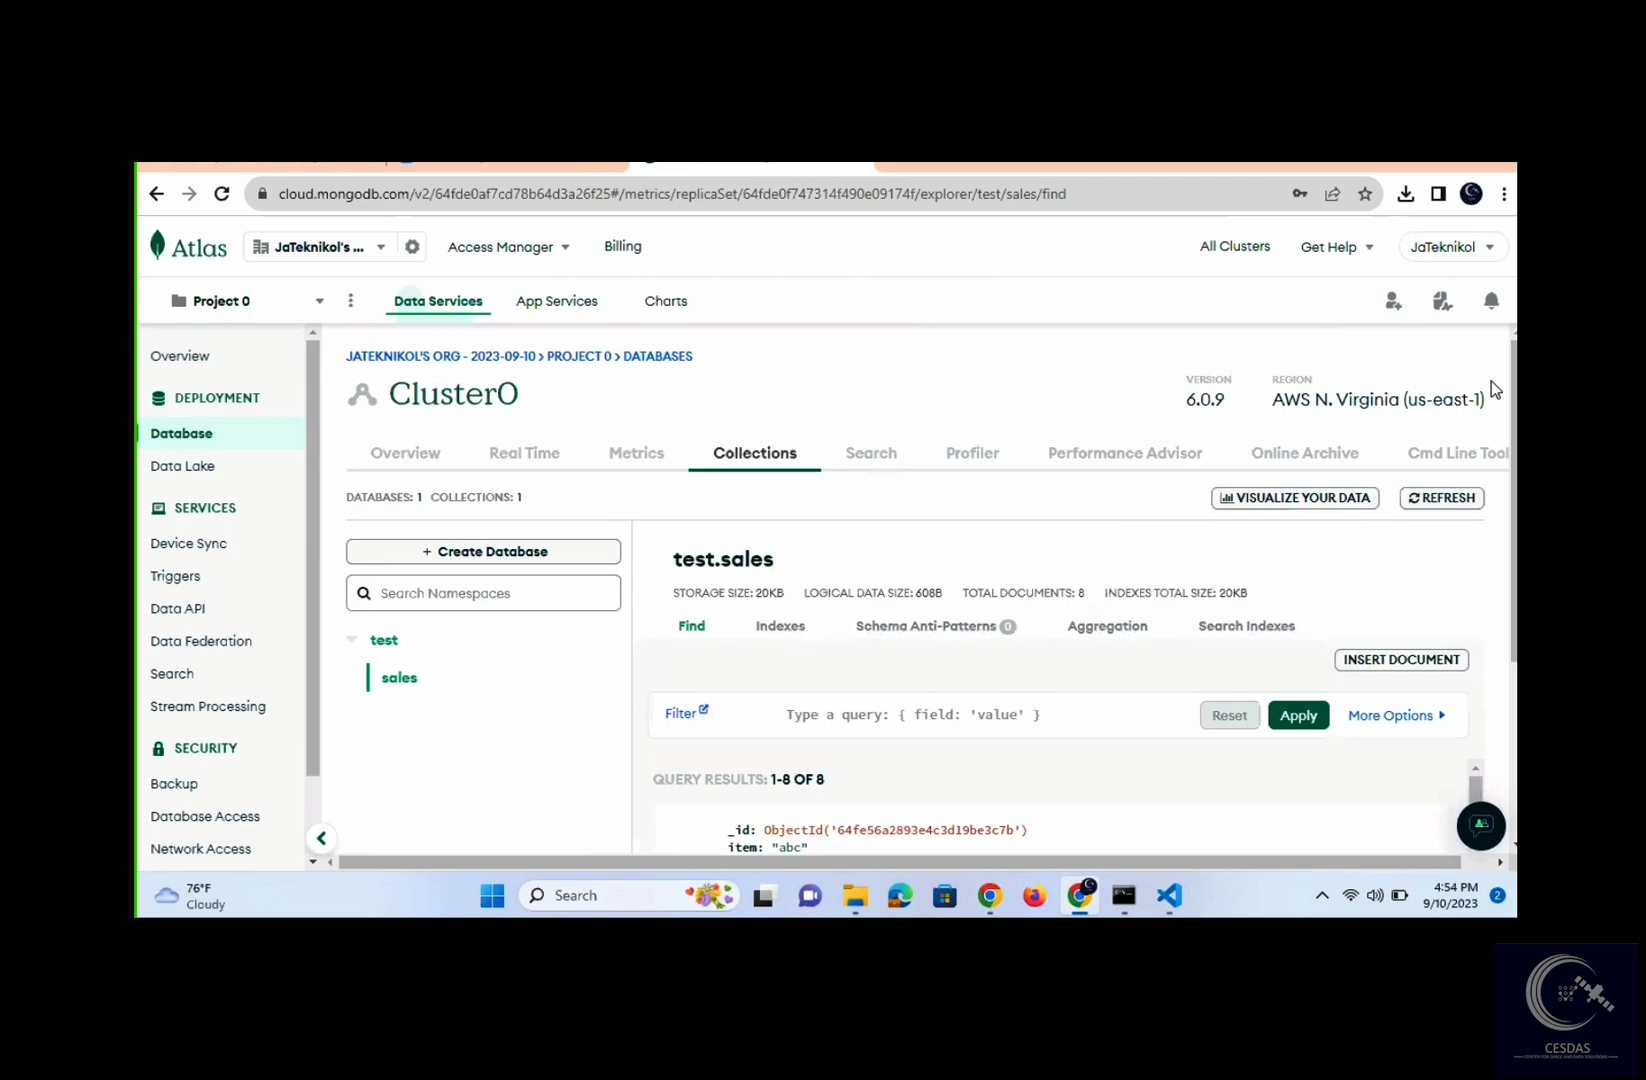 cloud.mongodb.com/v2/64fde0af7cd78b64d3a26f25#/metrics/replicaSet/64fde0f747314f490e09174f/explorer/test/sales/find
Atlas
JaTeknikol's ...
Access Manager
Billing
All Clusters
Get Help
JaTeknikol
Project 0
Data Services
App Services
Charts
Overview
DEPLOYMENT
Database
Data Lake
SERVICES
Device Sync
Triggers
Data API
Data Federation
Search
Stream Processing
SECURITY
Backup
Database Access
Network Access
JATEKNIKOL'S ORG - 2023-09-10 > PROJECT 0 > DATABASES
Cluster0
VERSION
6.0.9
REGION
AWS N. Virginia (us-east-1)
Overview
Real Time
Metrics
Collections
Search
Profiler
Performance Advisor
Online Archive
Cmd Line Tool
DATABASES: 1 COLLECTIONS: 1
VISUALIZE YOUR DATA
REFRESH
+ Create Database
Search Namespaces
test
sales
test.sales
STORAGE SIZE: 20KB LOGICAL DATA SIZE: 608B TOTAL DOCUMENTS: 8 INDEXES TOTAL SIZE: 20KB
Find
Indexes
Schema Anti-Patterns 0
Aggregation
Search Indexes
INSERT DOCUMENT
Filter
Type a query: { field: 'value' }
Reset
Apply
More Options
QUERY RESULTS: 1-8 OF 8
_id: ObjectId('64fe56a2893e4c3d19be3c7b')
item: "abc"
76°F
Cloudy
Search
4:54 PM
9/10/2023
2
CESDAS